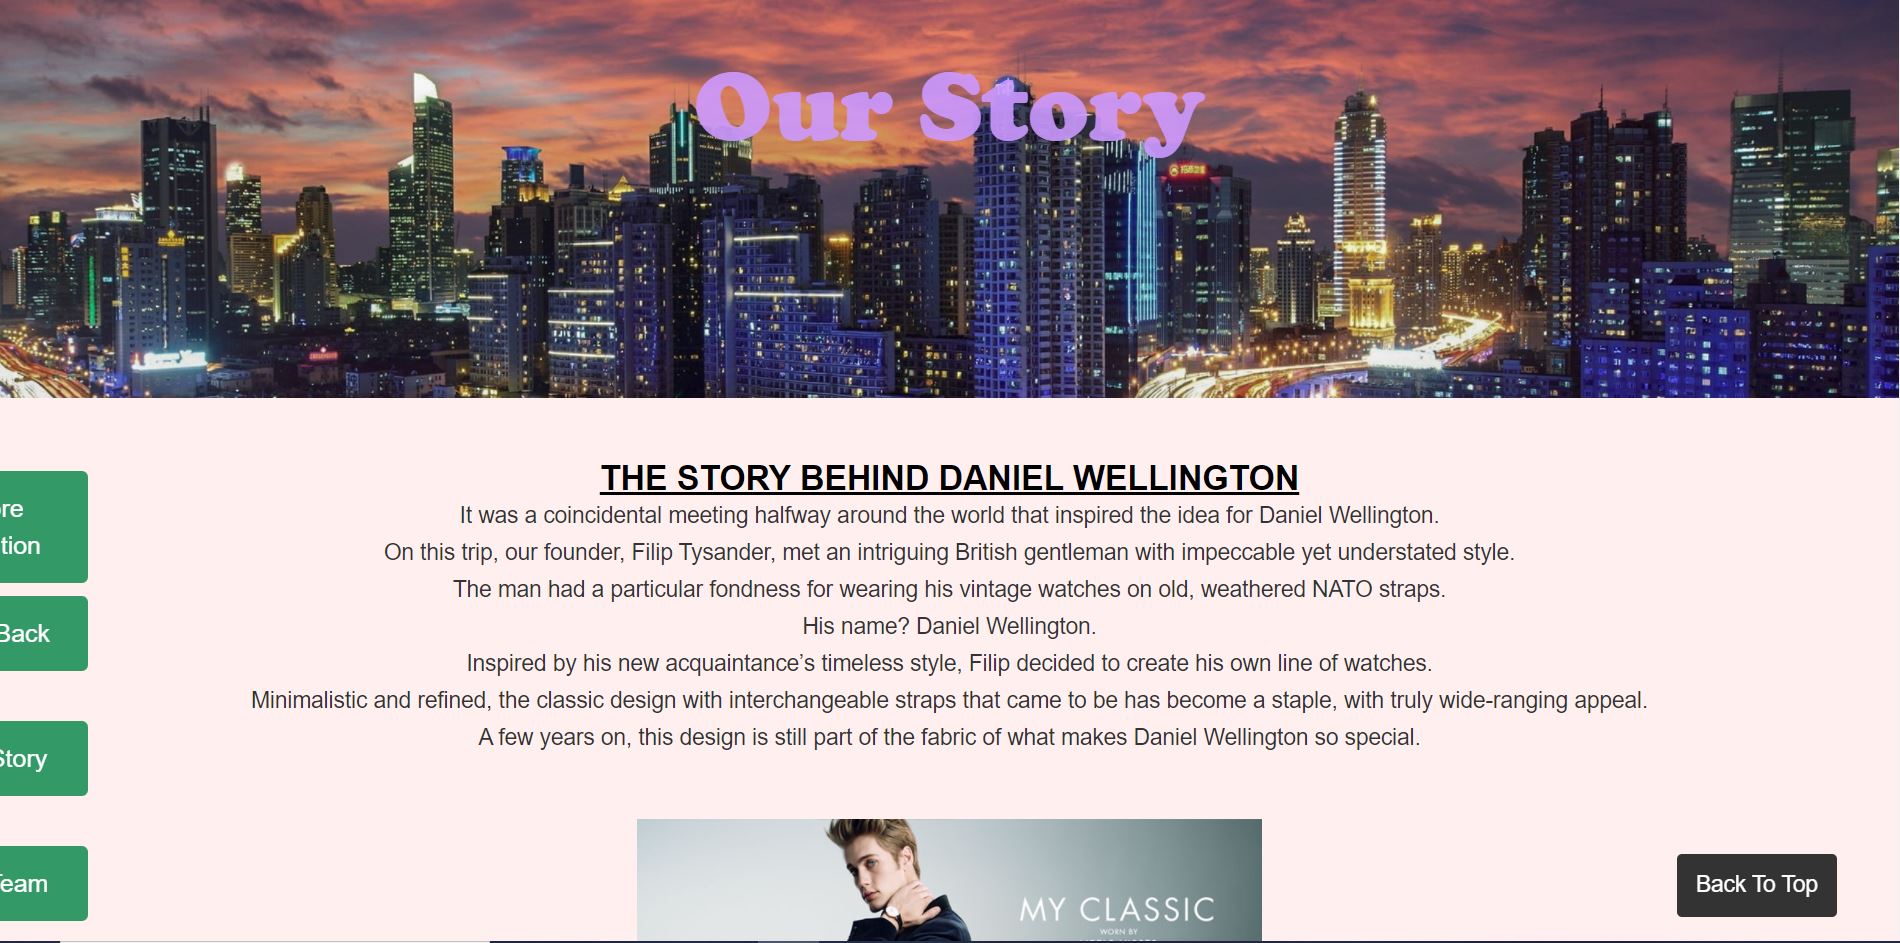 Our Story
THE STORY BEHIND DANIEL WELLINGTON
It was a coincidental meeting halfway around the world that inspired the idea for Daniel Wellington.
On this trip, our founder, Filip Tysander, met an intriguing British gentleman with impeccable yet understated style.
The man had a particular fondness for wearing his vintage watches on old, weathered NATO straps.
His name? Daniel Wellington.
Inspired by his new acquaintance’s timeless style, Filip decided to create his own line of watches.
Minimalistic and refined, the classic design with interchangeable straps that came to be has become a staple, with truly wide-ranging appeal.
A few years on, this design is still part of the fabric of what makes Daniel Wellington so special.
re
tion
Back
Story
Team
MY CLASSIC
WORN BY
Back To Top